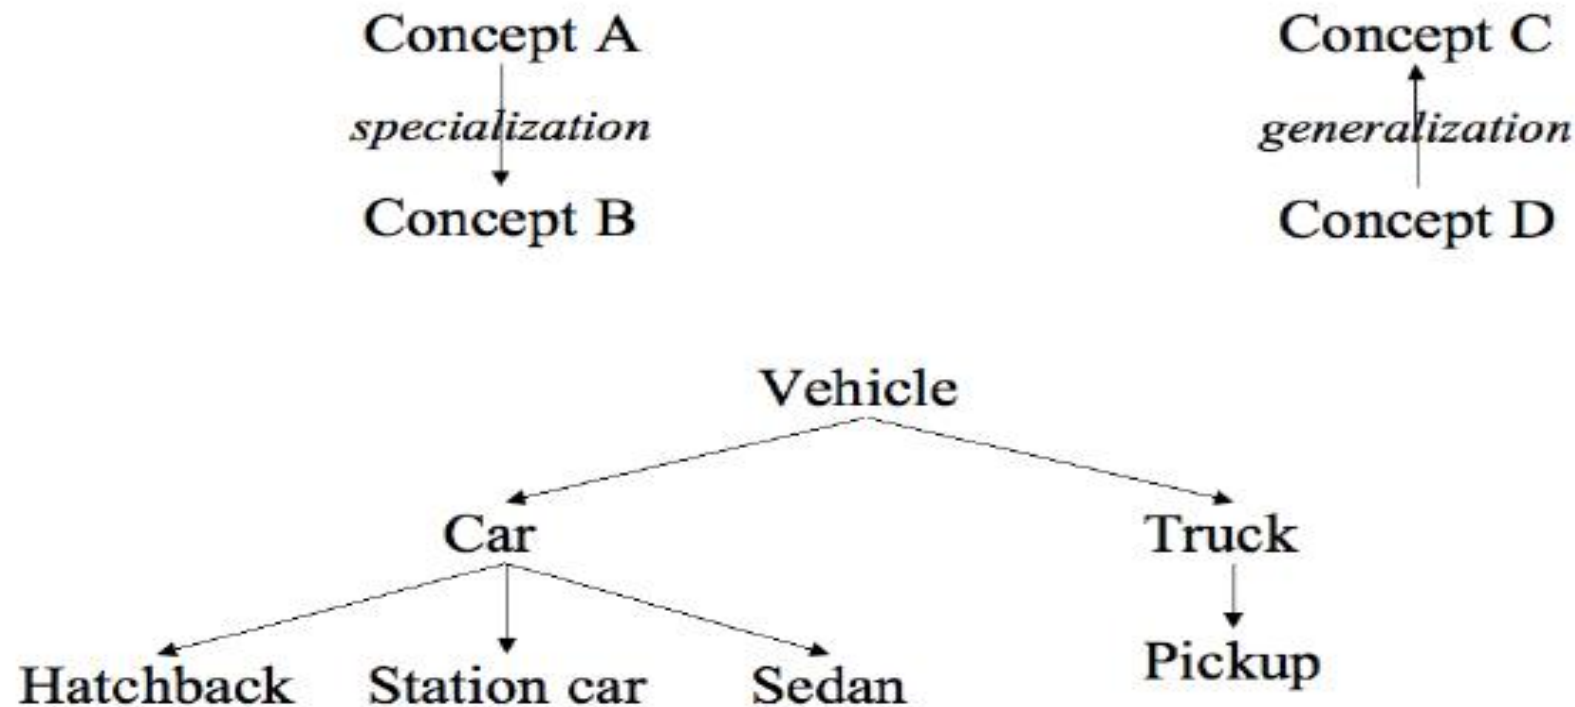 Concept A
Concept C
specialization
generalization
Concept B
Concept D
Vehicle
Car
Truck
Hatchback
Station car
Sedan
Pickup